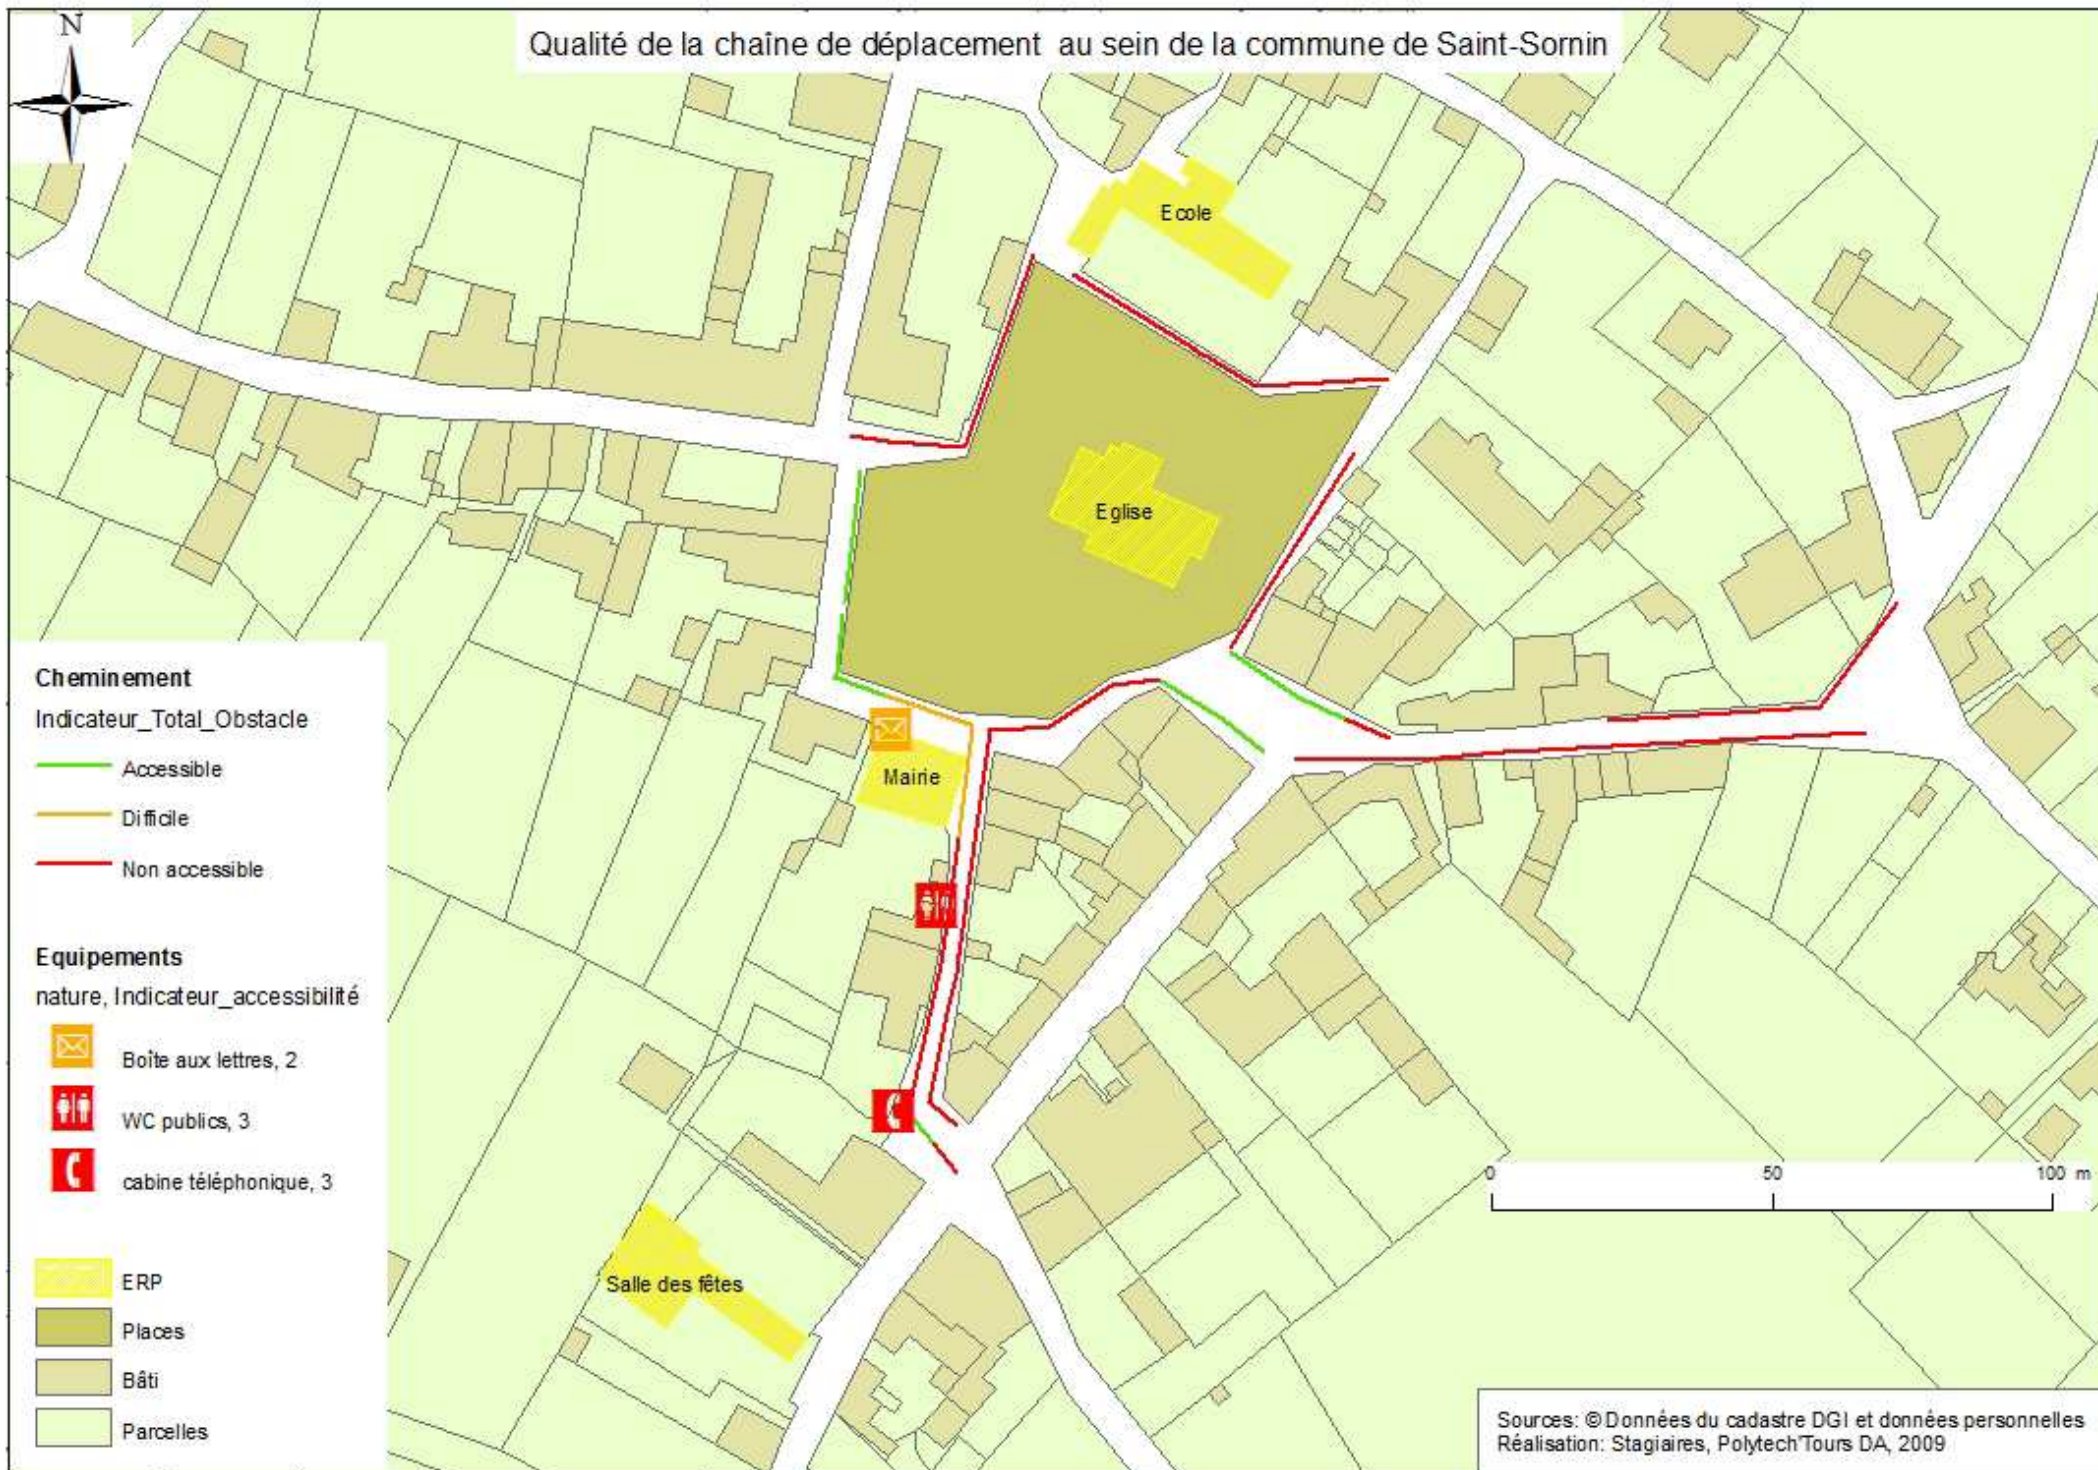 N
Qualité de la chaîne de déplacement au sein de la commune de Saint-Sornin
Ecole
Eglise
Mairie
Salle des fêtes
Cheminement
Indicateur_Total_Obstacle
Accessible
Difficile
Non accessible
Equipements
nature, Indicateur_accessibilité
Boîte aux lettres, 2
WC publics, 3
cabine téléphonique, 3
ERP
Places
Bâti
Parcelles
0 50 100 m
Sources: © Données du cadastre DGI et données personnelles
Réalisation: Stagiaires, Polytech'Tours DA, 2009